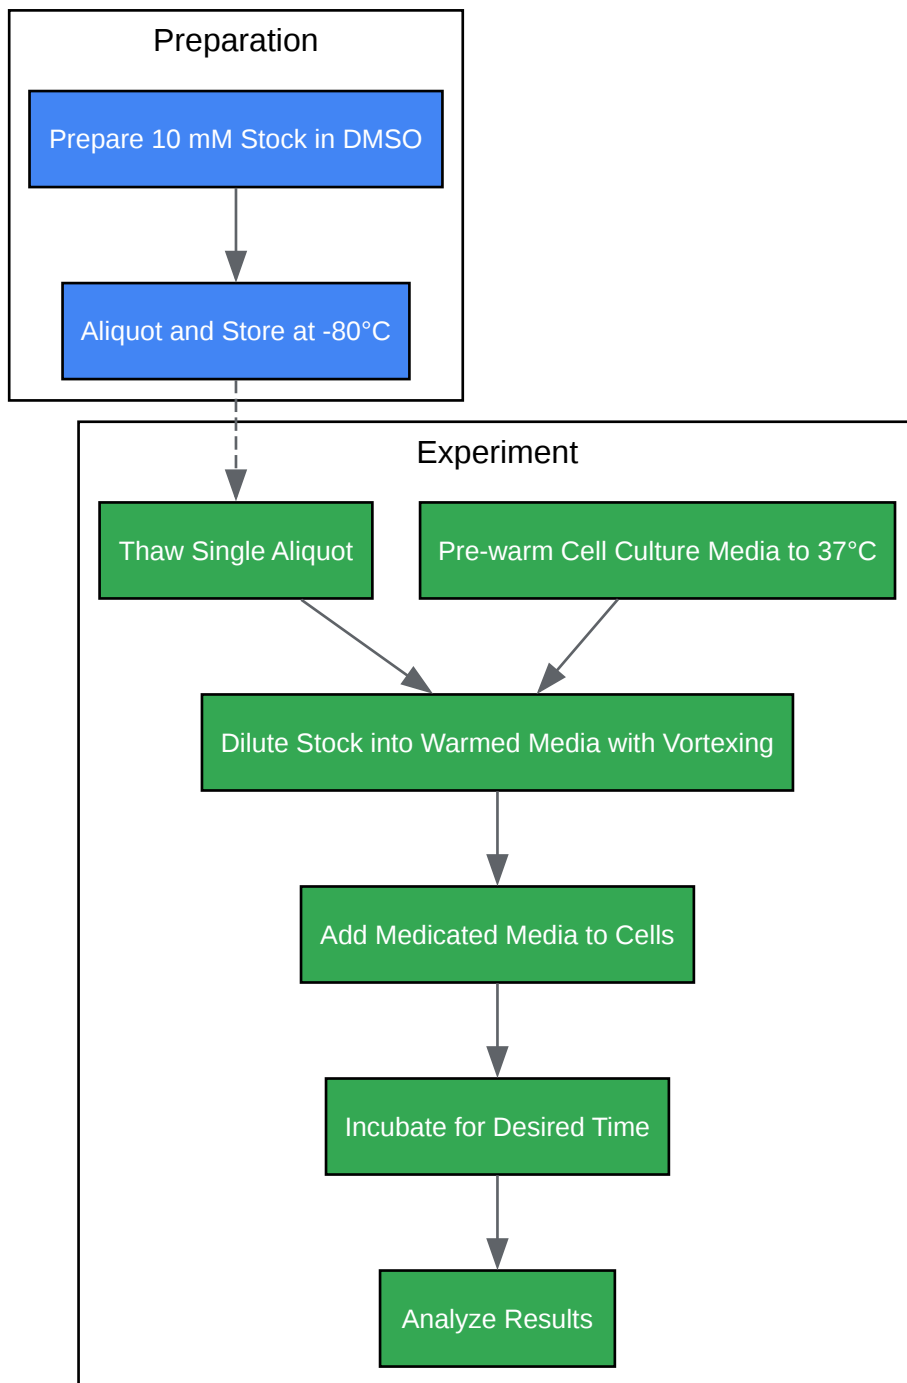 Preparation
Prepare 10 mM Stock in DMSO
Aliquot and Store at -80°C
Experiment
Thaw Single Aliquot
Pre-warm Cell Culture Media to 37°C
Dilute Stock into Warmed Media with Vortexing
Add Medicated Media to Cells
Incubate for Desired Time
Analyze Results